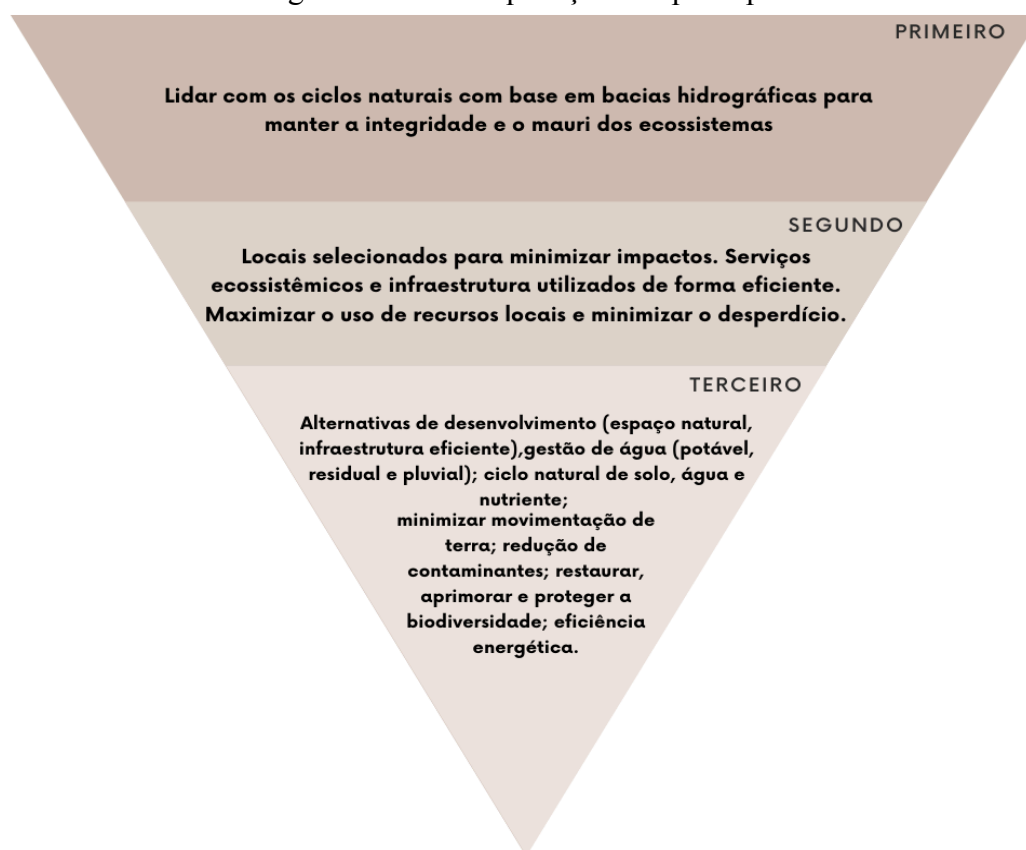 PRIMEIRO
Lidar com os ciclos naturais com base em bacias hidrográficas para
manter a integridade e o mauri dos ecossistemas
SEGUNDO
Locais selecionados para minimizar impactos. Serviços
ecossistêmicos e infraestrutura utilizados de forma eficiente.
Maximizar o uso de recursos locais e minimizar o desperdício.
TERCEIRO
Alternativas de desenvolvimento (espaço natural,
infraestrutura eficiente),gestão de água (potável,
residual e pluvial); ciclo natural de solo, água e
nutriente;
minimizar movimentação de
terra; redução de
contaminantes; restaurar,
aprimorar e proteger a
biodiversidade; eficiência
energética.